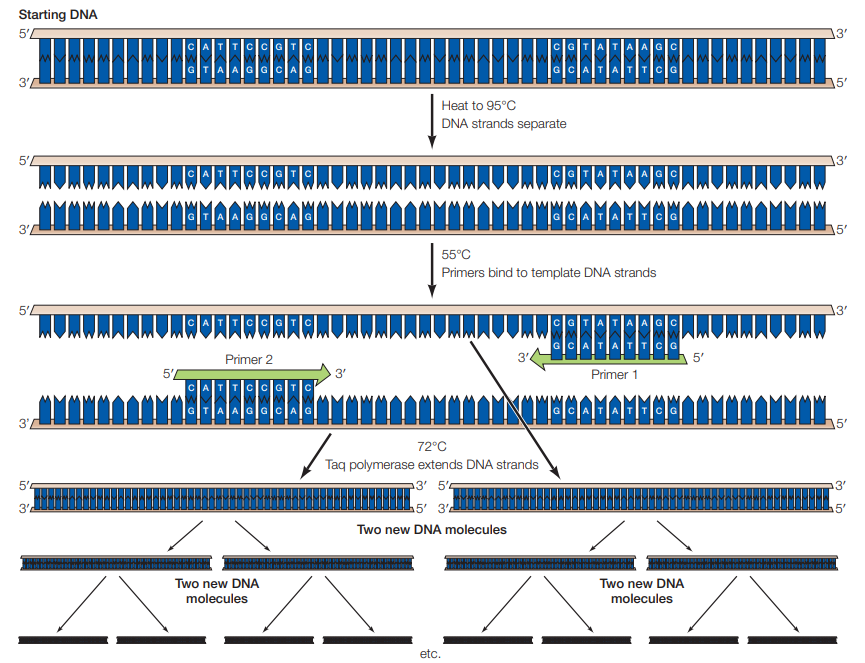 Starting DNA
5′ 3′
C A T T C C G T C C G T A T A A G C
G T A A G G C A G G C A T A T T C G
3′ 5′
Heat to 95°C
DNA strands separate
5′ 3′
C A T T C C G T C C G T A T A A G C
G T A A G G C A G G C A T A T T C G
3′ 5′
55°C
Primers bind to template DNA strands
5′ 3′
C A T T C C G T C C G T A T A A G C
G C A T A T T C G
3′ 5′
Primer 1
Primer 2
5′ 3′
C A T T C C G T C
G T A A G G C A G G C A T A T T C G
3′ 5′
72°C
Taq polymerase extends DNA strands
5′ 3′ 5′ 3′
3′ 5′ 3′ 5′
Two new DNA molecules
Two new DNA
molecules
Two new DNA
molecules
etc.